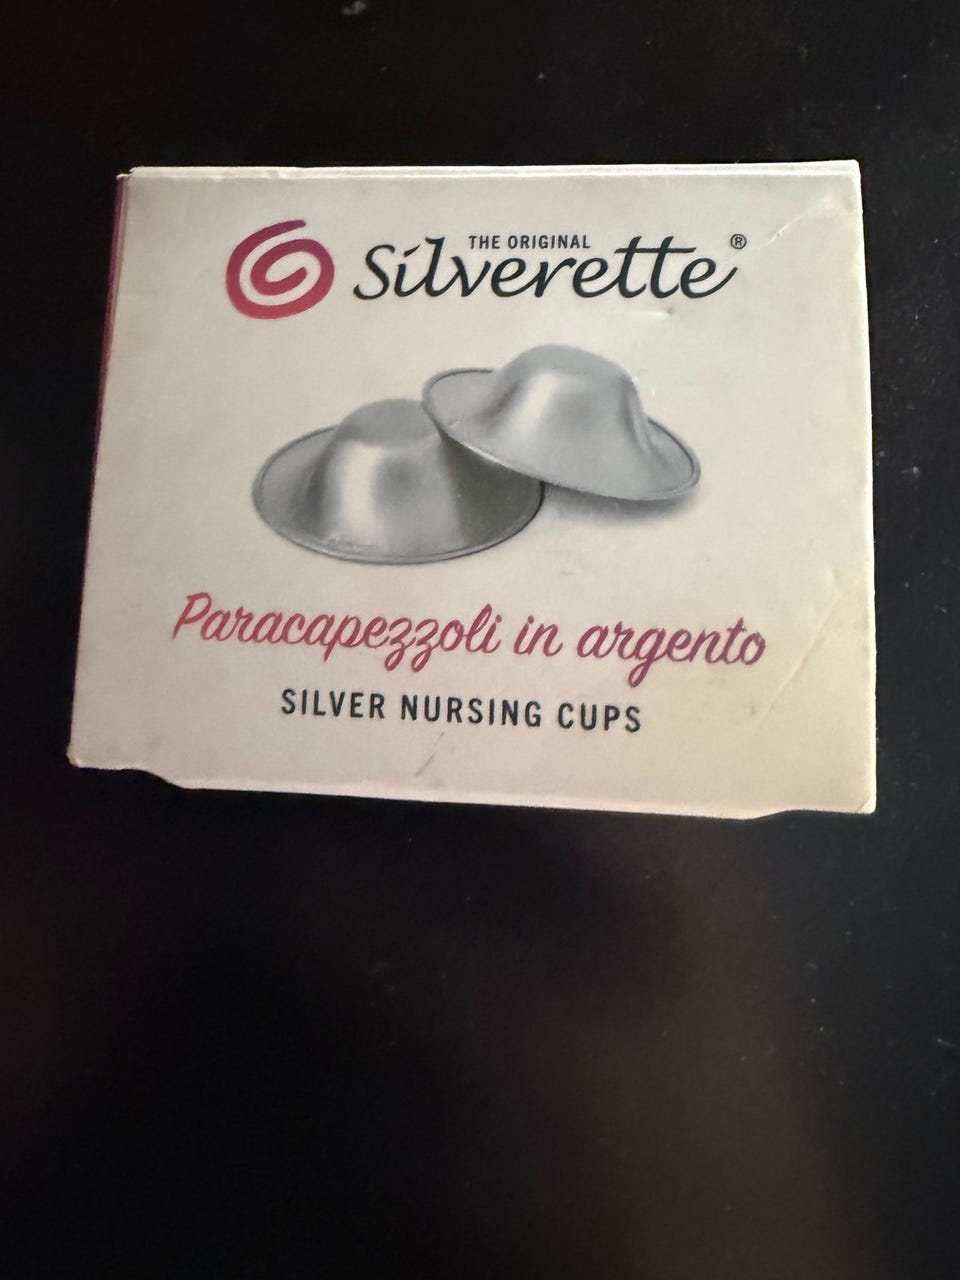 THE ORIGINAL
Silverette®
Paracapezzoli in argento
SILVER NURSING CUPS